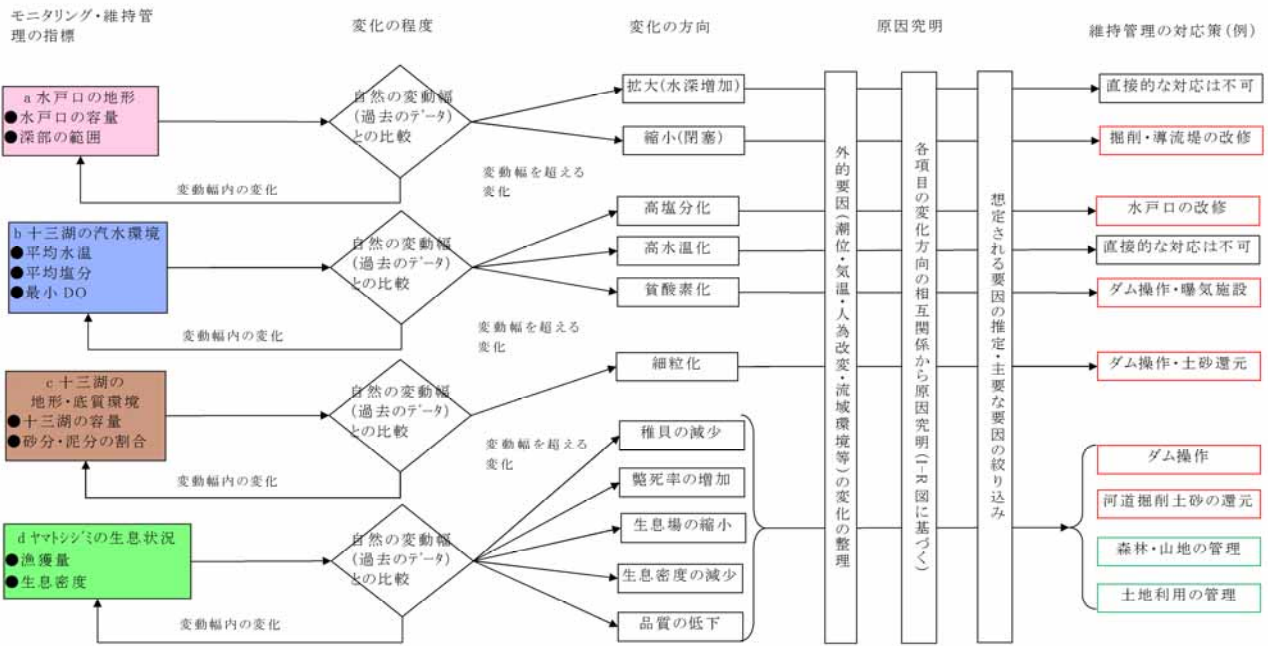 モニタリング・維持管
理の指標
変化の程度
変化の方向
原因究明
維持管理の対応策(例)
a 水戸口の地形
●水戸口の容量
●深部の範囲
自然の変動幅
(過去のデータ)
との比較
変動幅内の変化
変動幅を超える
変化
拡大(水深増加)
縮小(閉塞)
直接的な対応は不可
掘削・導流堤の改修
b 十三湖の汽水環境
●平均水温
●平均塩分
●最小 DO
自然の変動幅
(過去のデータ)
との比較
変動幅内の変化
変動幅を超える
変化
高塩分化
高水温化
貧酸素化
水戸口の改修
直接的な対応は不可
ダム操作・曝気施設
c 十三湖の
地形・底質環境
●十三湖の容量
●砂分・泥分の割合
自然の変動幅
(過去のデータ)
との比較
変動幅内の変化
変動幅を超える
変化
細粒化
ダム操作・土砂還元
d ヤマトシジミの生息状況
●漁獲量
●生息密度
自然の変動幅
(過去のデータ)
との比較
変動幅内の変化
稚貝の減少
斃死率の増加
生息場の縮小
生息密度の減少
品質の低下
外的要因(潮位・気温・人為改変・流域環境等)の変化の整理
各項目の変化方向の相互関係から原因究明(I-R 図に基づく)
想定される要因の推定・主要な要因の絞り込み
ダム操作
河道掘削土砂の還元
森林・山地の管理
土地利用の管理